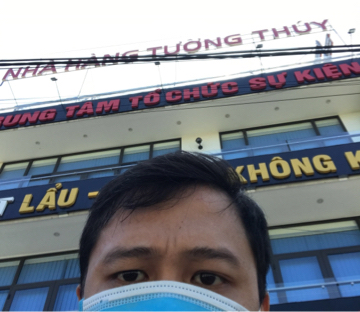 NHÀ HÀNG TƯỜNG THÚY
TRUNG TÂM TỔ CHỨC SỰ KIỆN
LẨU - KHÔNG